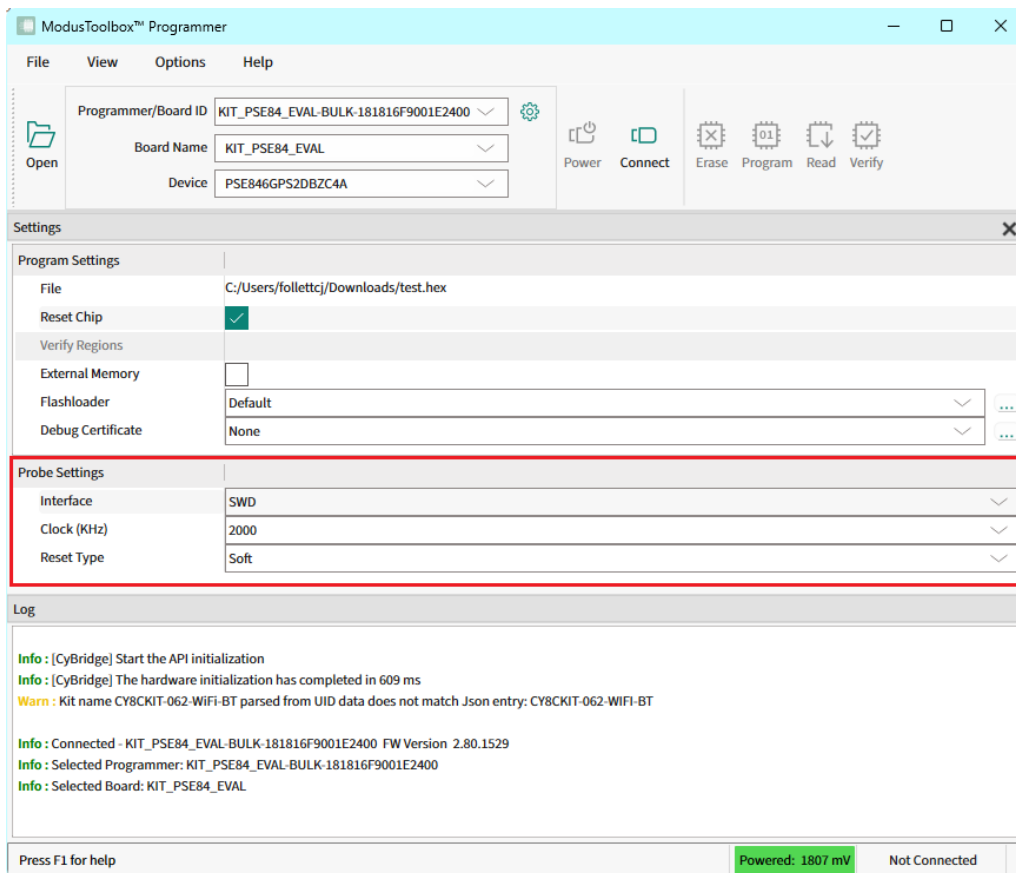 ModusToolbox™ Programmer
File View Options Help
Open
Programmer/Board ID KIT_PSE84_EVAL-BULK-181816F9001E2400
Board Name KIT_PSE84_EVAL
Device PSE846GPS2DBZC4A
Power Connect Erase Program Read Verify
Settings
Program Settings
File C:/Users/follettcj/Downloads/test.hex
Reset Chip
Verify Regions
External Memory
Flashloader Default ...
Debug Certificate None ...
Probe Settings
Interface SWD
Clock (KHz) 2000
Reset Type Soft
Log
Info : [CyBridge] Start the API initialization
Info : [CyBridge] The hardware initialization has completed in 609 ms
Warn : Kit name CY8CKIT-062-WiFi-BT parsed from UID data does not match Json entry: CY8CKIT-062-WIFI-BT
Info : Connected - KIT_PSE84_EVAL-BULK-181816F9001E2400 FW Version 2.80.1529
Info : Selected Programmer: KIT_PSE84_EVAL-BULK-181816F9001E2400
Info : Selected Board: KIT_PSE84_EVAL
Press F1 for help Powered: 1807 mV Not Connected